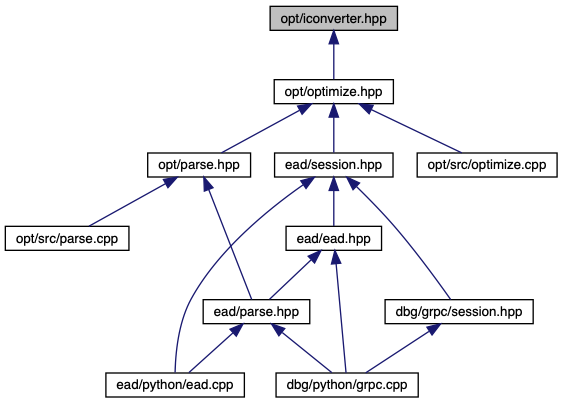 opt/iconverter.hpp
opt/optimize.hpp
opt/parse.hpp
ead/session.hpp
opt/src/optimize.cpp
opt/src/parse.cpp
ead/ead.hpp
ead/parse.hpp
dbg/grpc/session.hpp
ead/python/ead.cpp
dbg/python/grpc.cpp